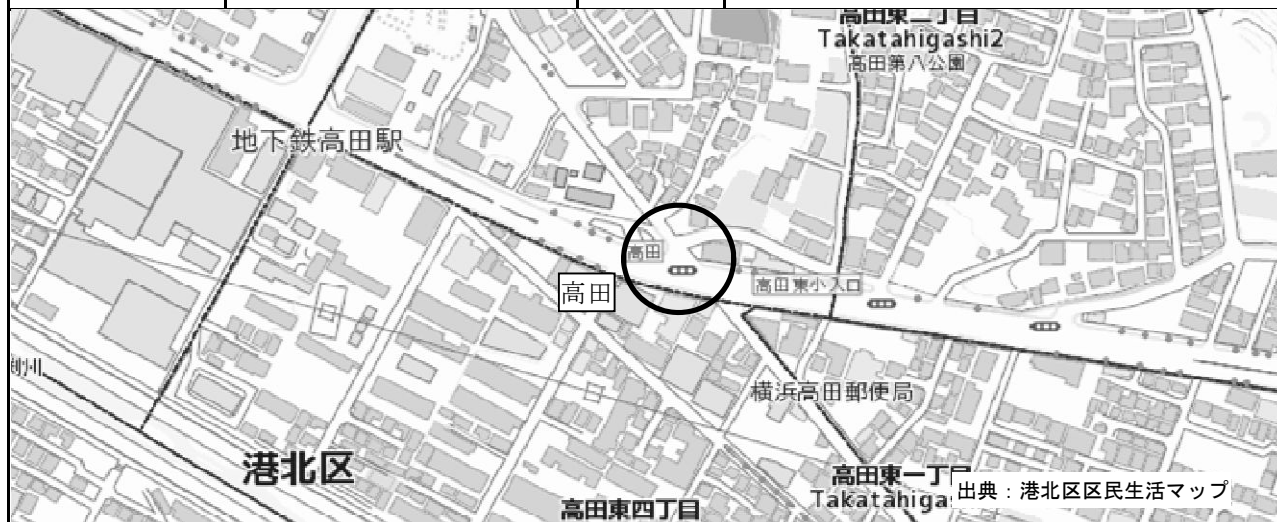 高田東二丁目
Takatahigashi2
高田第八公園
地下鉄高田駅
高田
高田
高田東小入口
横浜高田郵便局
港北区
高田東一丁目
高田東四丁目
出典：港北区区民生活マップ